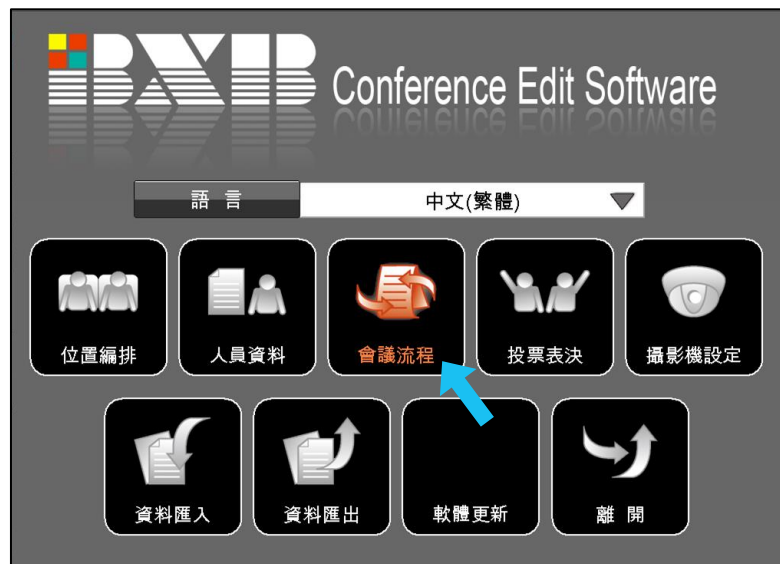 BXB Conference Edit Software
語言 中文(繁體)
位置編排 人員資料 會議流程 投票表決 攝影機設定
資料匯入 資料匯出 軟體更新 離開